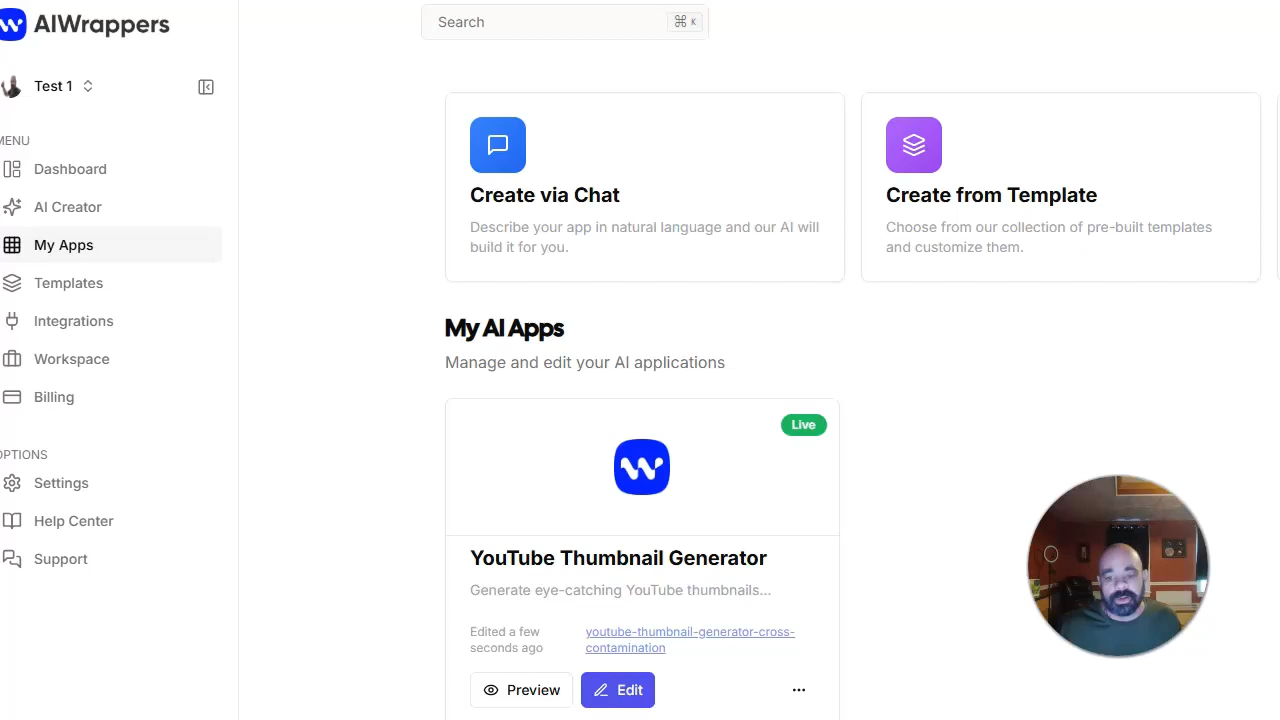 AIWrappers
Search
⌘ K
Test 1
MENU
Dashboard
AI Creator
My Apps
Templates
Integrations
Workspace
Billing
OPTIONS
Settings
Help Center
Support
Create via Chat
Describe your app in natural language and our AI will
build it for you.
Create from Template
Choose from our collection of pre-built templates
and customize them.
My AI Apps
Manage and edit your AI applications
Live
YouTube Thumbnail Generator
Generate eye-catching YouTube thumbnails...
Edited a few
seconds ago
youtube-thumbnail-generator-cross-
contamination
Preview
Edit